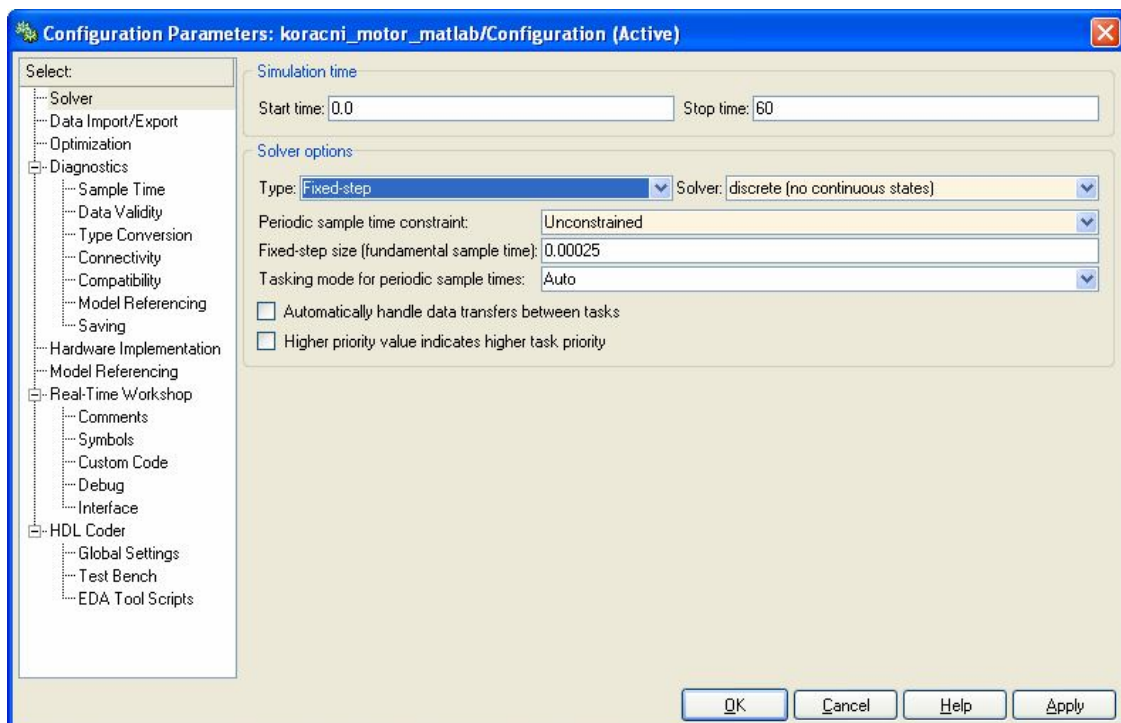 Configuration Parameters: koracni_motor_matlab/Configuration (Active)
Select:
Solver
Data Import/Export
Optimization
Diagnostics
Sample Time
Data Validity
Type Conversion
Connectivity
Compatibility
Model Referencing
Saving
Hardware Implementation
Model Referencing
Real-Time Workshop
Comments
Symbols
Custom Code
Debug
Interface
HDL Coder
Global Settings
Test Bench
EDA Tool Scripts
Simulation time
Start time: 0.0 Stop time: 60
Solver options
Type: Fixed-step Solver: discrete (no continuous states)
Periodic sample time constraint: Unconstrained
Fixed-step size (fundamental sample time): 0.00025
Tasking mode for periodic sample times: Auto
Automatically handle data transfers between tasks
Higher priority value indicates higher task priority
OK Cancel Help Apply